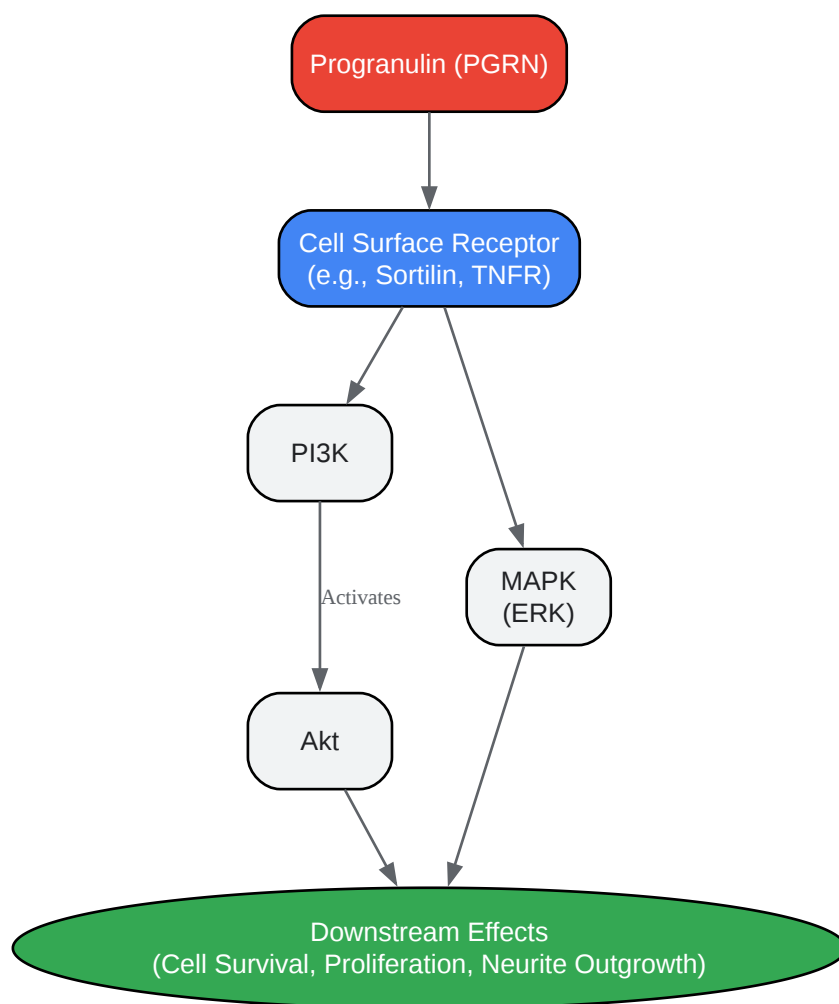 Progranulin (PGRN)
Cell Surface Receptor
(e.g., Sortilin, TNFR)
PI3K
Activates
MAPK
(ERK)
Akt
Downstream Effects
(Cell Survival, Proliferation, Neurite Outgrowth)